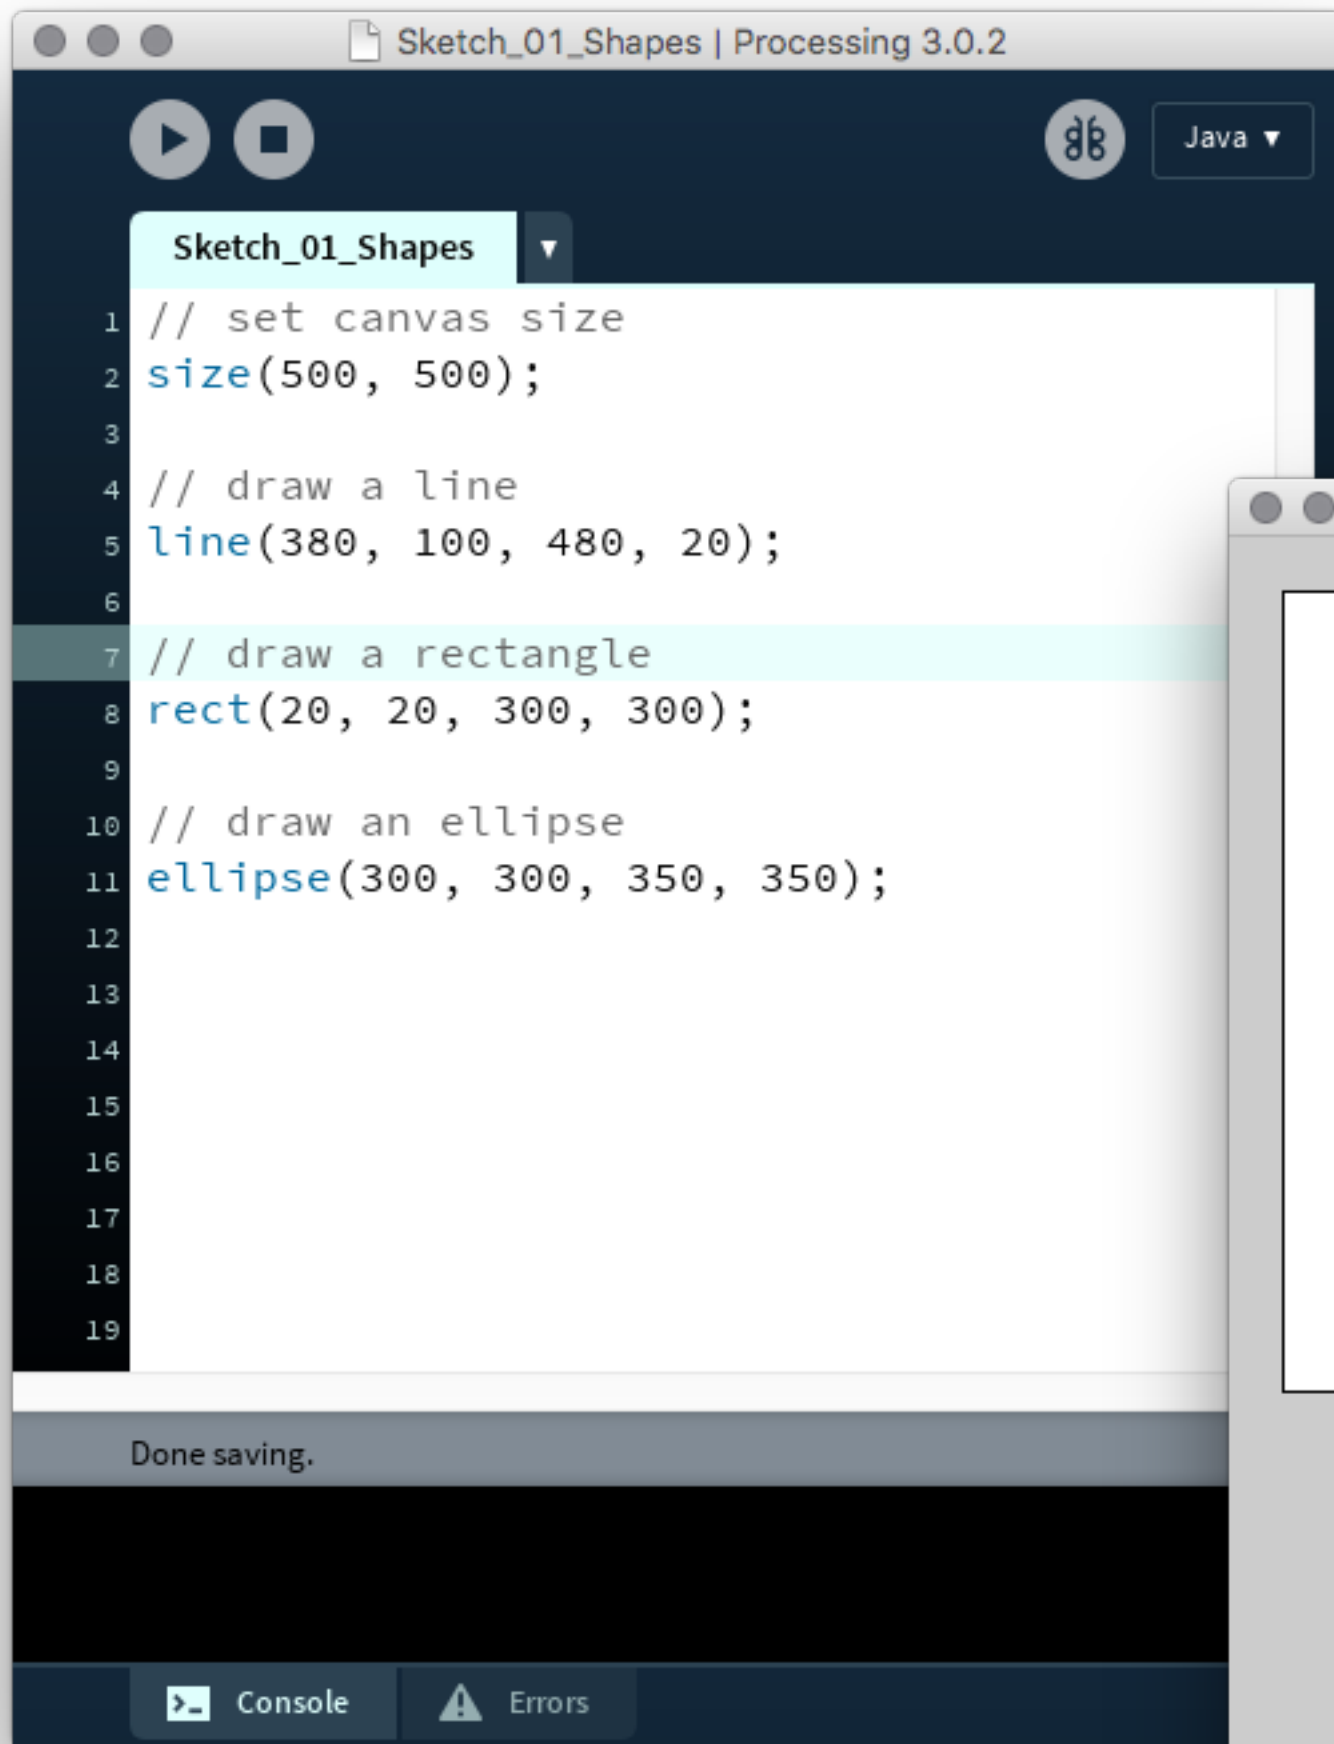 Sketch_01_Shapes | Processing 3.0.2
Java ▼
Sketch_01_Shapes ▼
1 // set canvas size
2 size(500, 500);
3
4 // draw a line
5 line(380, 100, 480, 20);
6
7 // draw a rectangle
8 rect(20, 20, 300, 300);
9
10 // draw an ellipse
11 ellipse(300, 300, 350, 350);
12
13
14
15
16
17
18
19
Done saving.
Console Errors